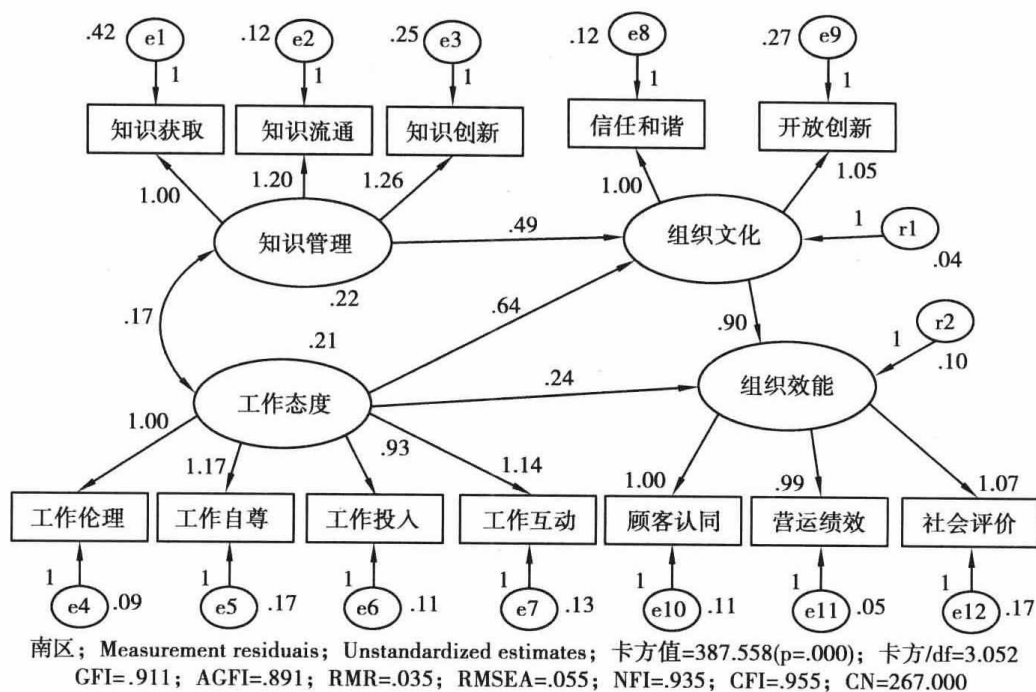 .42 e1 .12 e2 .25 e3 .12 e8 .27 e9
1 1 1 1 1
知识获取 知识流通 知识创新 信任和谐 开放创新
1.00 1.20 1.26 1.00 1.05
知识管理 .49 组织文化 1 r1
.22 .04
.17 .64
.21 .90 1 r2
.10
工作态度 .24 组织效能
1.00 1.17 .93 1.14 1.00 .99 1.07
工作伦理 工作自尊 工作投入 工作互动 顾客认同 营运绩效 社会评价
1 1 1 1 1 1 1
e4 .09 e5 .17 e6 .11 e7 .13 e10 .11 e11 .05 e12 .17
南区；Measurement residuais；Unstandardized estimates；卡方值=387.558(p=.000)；卡方/df=3.052
GFI=.911；AGFI=.891；RMR=.035；RMSEA=.055；NFI=.935；CFI=.955；CN=267.000